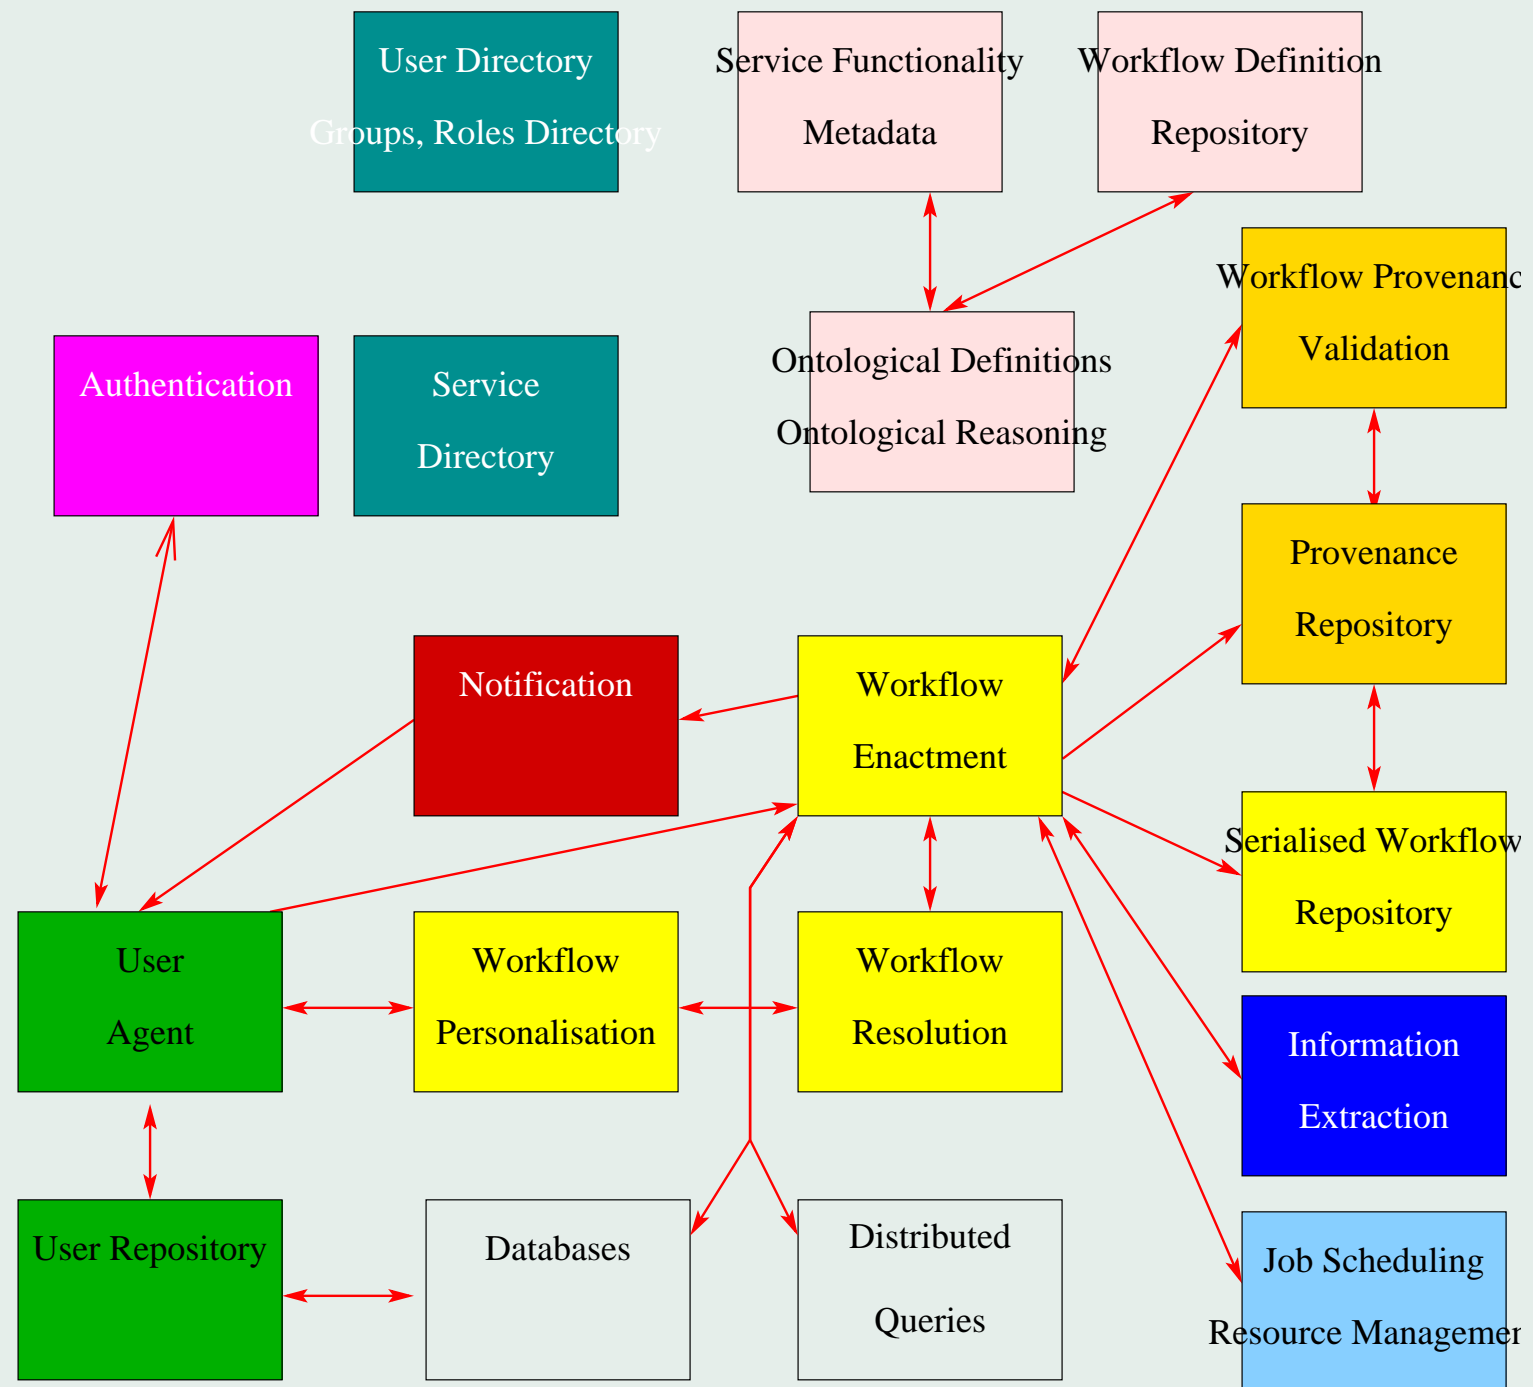 User Directory
Groups, Roles Directory
Service Functionality
Metadata
Workflow Definition
Repository
Workflow Provenanc
Validation
Authentication
Service
Directory
Ontological Definitions
Ontological Reasoning
Provenance
Repository
Notification
Workflow
Enactment
Serialised Workflow
Repository
User
Agent
Workflow
Personalisation
Workflow
Resolution
Information
Extraction
User Repository
Databases
Distributed
Queries
Job Scheduling
Resource Managemen